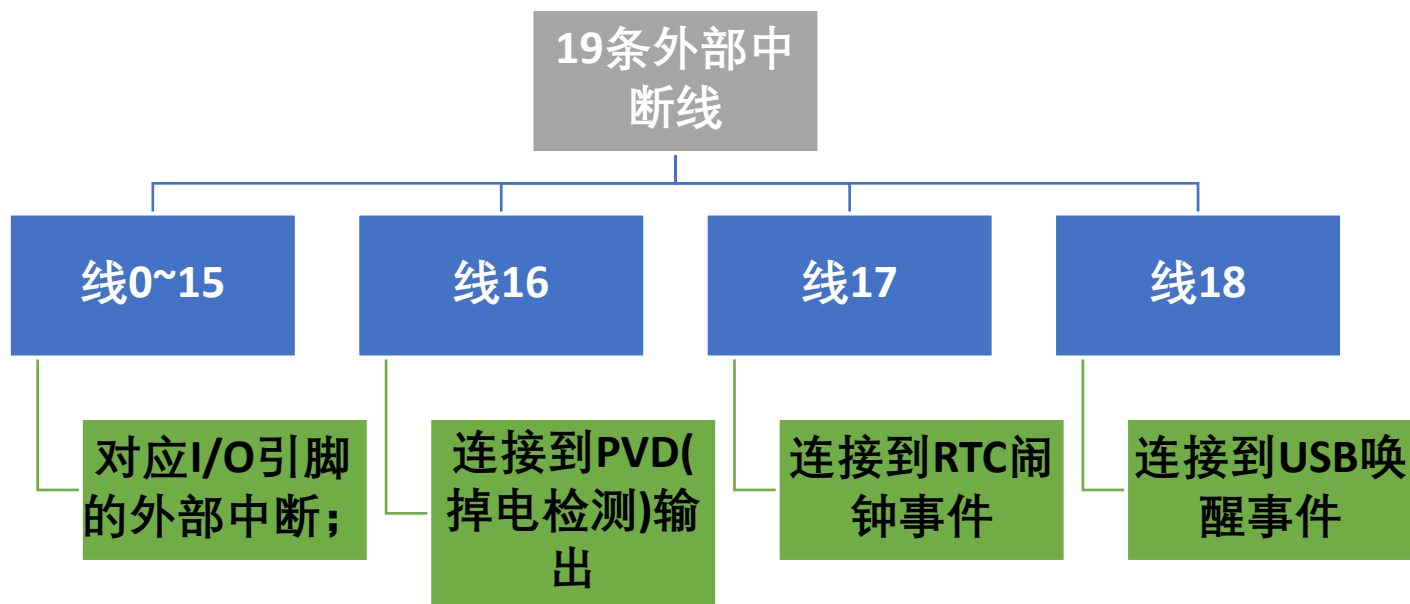 19条外部中
断线
线0~15
线16
线17
线18
对应I/O引脚
的外部中断；
连接到PVD(
掉电检测)输
出
连接到RTC闹
钟事件
连接到USB唤
醒事件